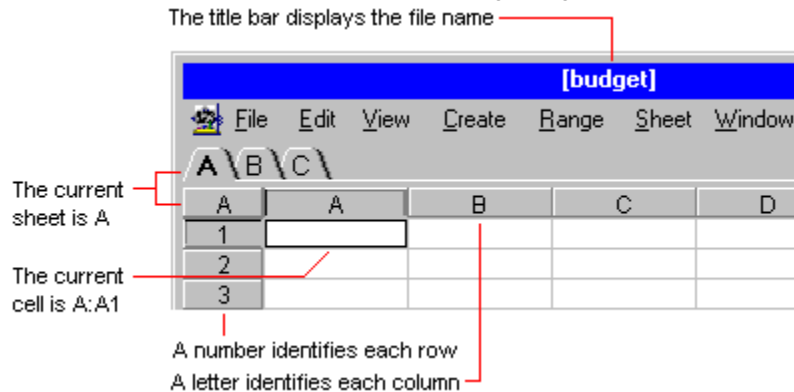 The title bar displays the file name
[budget]
File Edit View Create Range Sheet Window
A B C
The current
sheet is A
A A B C D
1
2
3
The current
cell is A:A1
A number identifies each row
A letter identifies each column